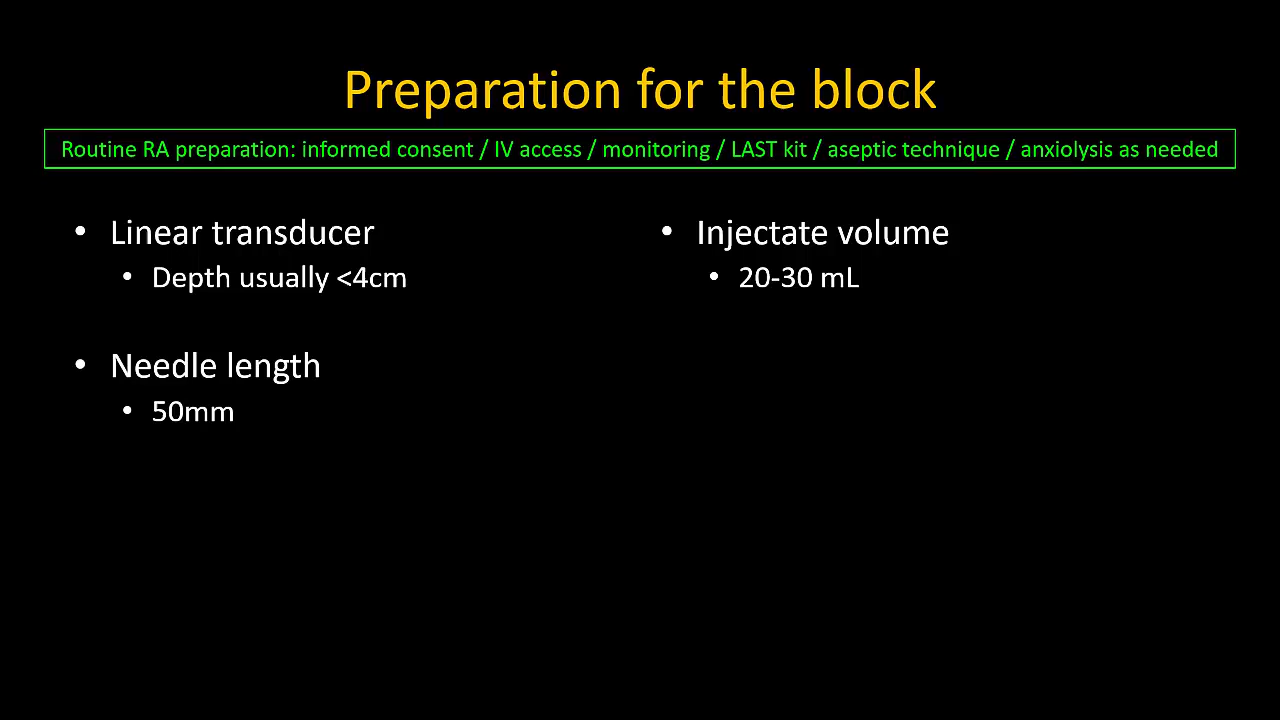 Preparation for the block
Routine RA preparation: informed consent / IV access / monitoring / LAST kit / aseptic technique / anxiolysis as needed
• Linear transducer
• Depth usually <4cm
• Needle length
• 50mm
• Injectate volume
• 20-30 mL